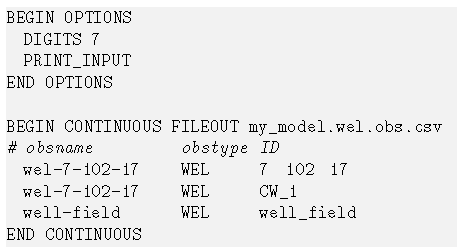 BEGIN OPTIONS
  DIGITS 7
  PRINT_INPUT
END OPTIONS

BEGIN CONTINUOUS FILEOUT my_model.wel.obs.csv
# obsname        obstype ID
  wel-7-102-17   WEL     7  102  17
  wel-7-102-17   WEL     CW_1
  well-field     WEL     well_field
END CONTINUOUS